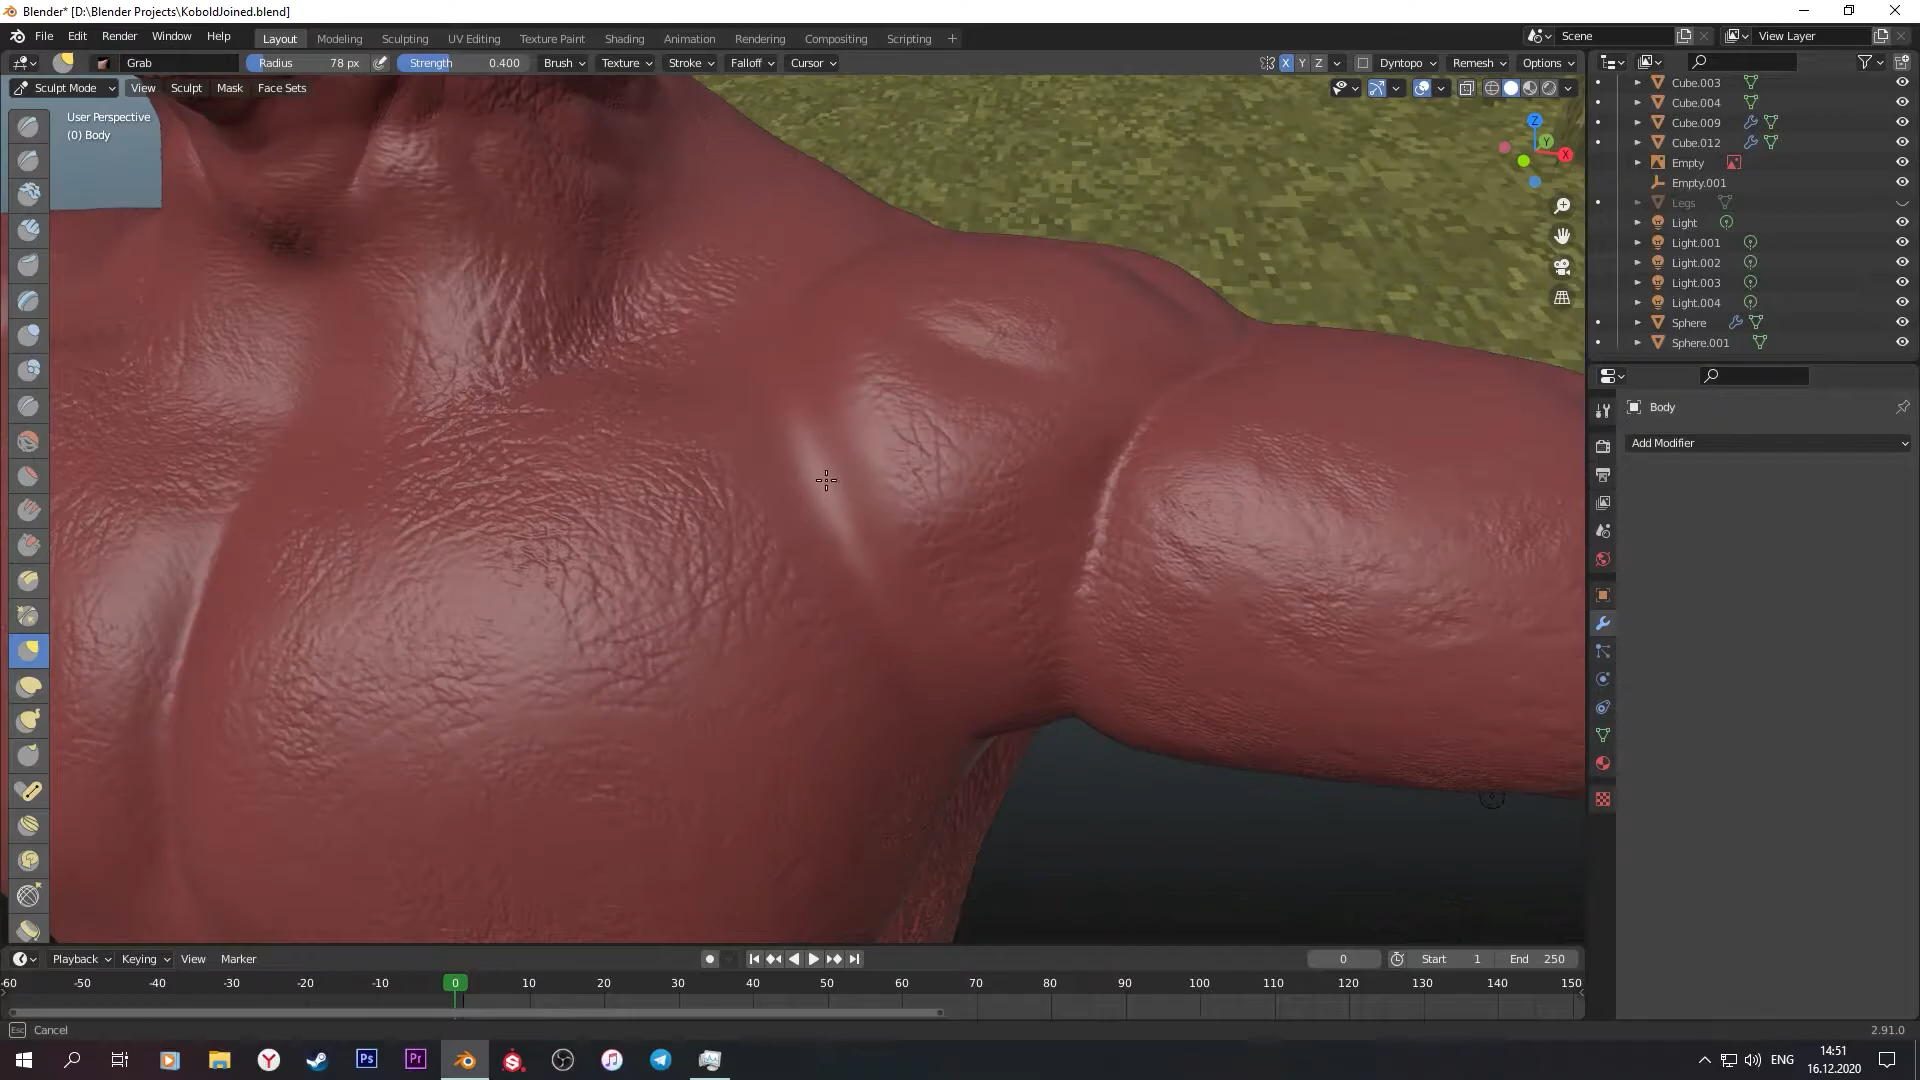 Blender* [D:\Blender Projects\KoboldJoined.blend]
File Edit Render Window Help Layout Modeling Sculpting UV Editing Texture Paint Shading Animation Rendering Compositing Scripting + Scene View Layer
Grab Radius 78 px Strength 0.400 Brush Texture Stroke Falloff Cursor X Y Z Dyntopo Remesh Options
Sculpt Mode View Sculpt Mask Face Sets
User Perspective
(0) Body
Z
Y
X
Cube.003
Cube.004
Cube.009
Cube.012
Empty
Empty.001
Legs
Light
Light.001
Light.002
Light.003
Light.004
Sphere
Sphere.001
Body
Add Modifier
Playback Keying View Marker 0 Start 1 End 250
-60 -50 -40 -30 -20 -10 0 10 20 30 40 50 60 70 80 90 100 110 120 130 140 150
Esc Cancel 2.91.0
Ps Pr ENG 14:51
16.12.2020